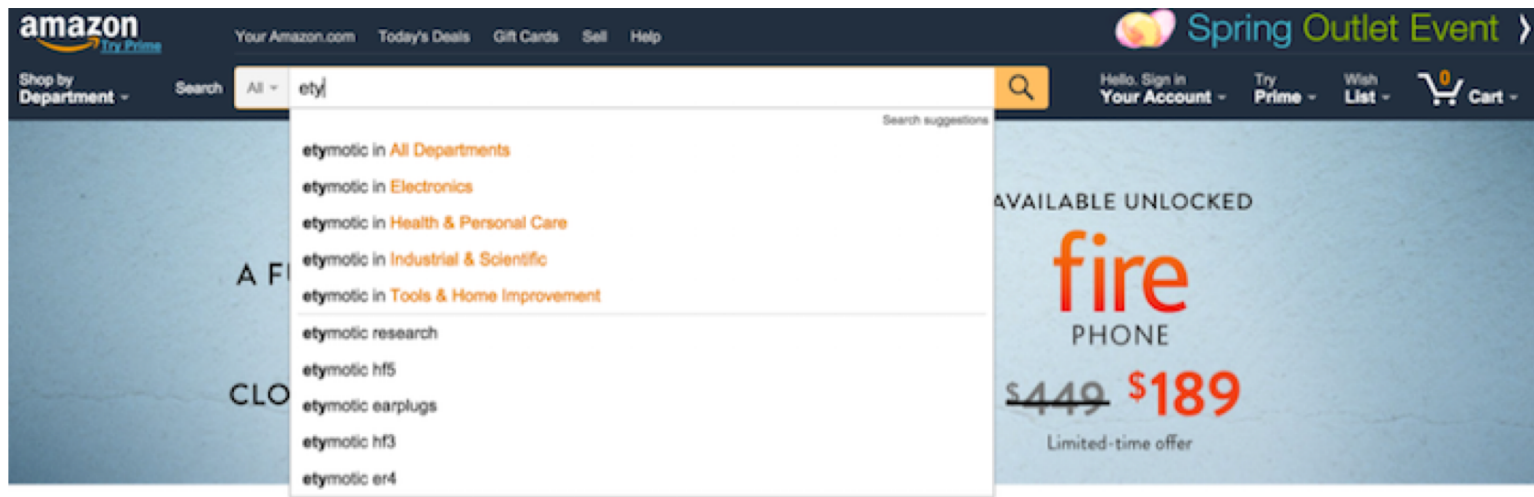 amazon
Try Prime
Your Amazon.com Today's Deals Gift Cards Sell Help
Spring Outlet Event
Shop by
Department
Search
All
ety
Hello. Sign in
Your Account
Try
Prime
Wish
List
0
Cart
Search suggestions
etymotic in All Departments
etymotic in Electronics
etymotic in Health & Personal Care
etymotic in Industrial & Scientific
etymotic in Tools & Home Improvement
etymotic research
etymotic hf5
etymotic earplugs
etymotic hf3
etymotic er4
A F
CLO
AVAILABLE UNLOCKED
fire
PHONE
$449 $189
Limited-time offer